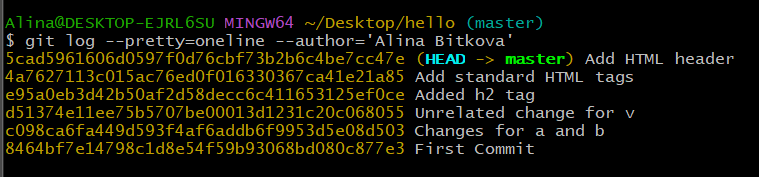 Alina@DESKTOP-EJRL6SU MINGW64 ~/Desktop/hello (master)
$ git log --pretty=oneline --author='Alina Bitkova'
5cad5961606d0597f0d76cbf73b2b6c4be7cc47e (HEAD -> master) Add HTML header
4a7627113c015ac76ed0f016330367ca41e21a85 Add standard HTML tags
e95a0eb3d42b50af2d58decc6c411653125ef0ce Added h2 tag
d51374e11ee75b5707be00013d1231c20c068055 Unrelated change for v
c098ca6fa449d593f4af6addb6f9953d5e08d503 Changes for a and b
8464bf7e14798c1d8e54f59b93068bd080c877e3 First Commit